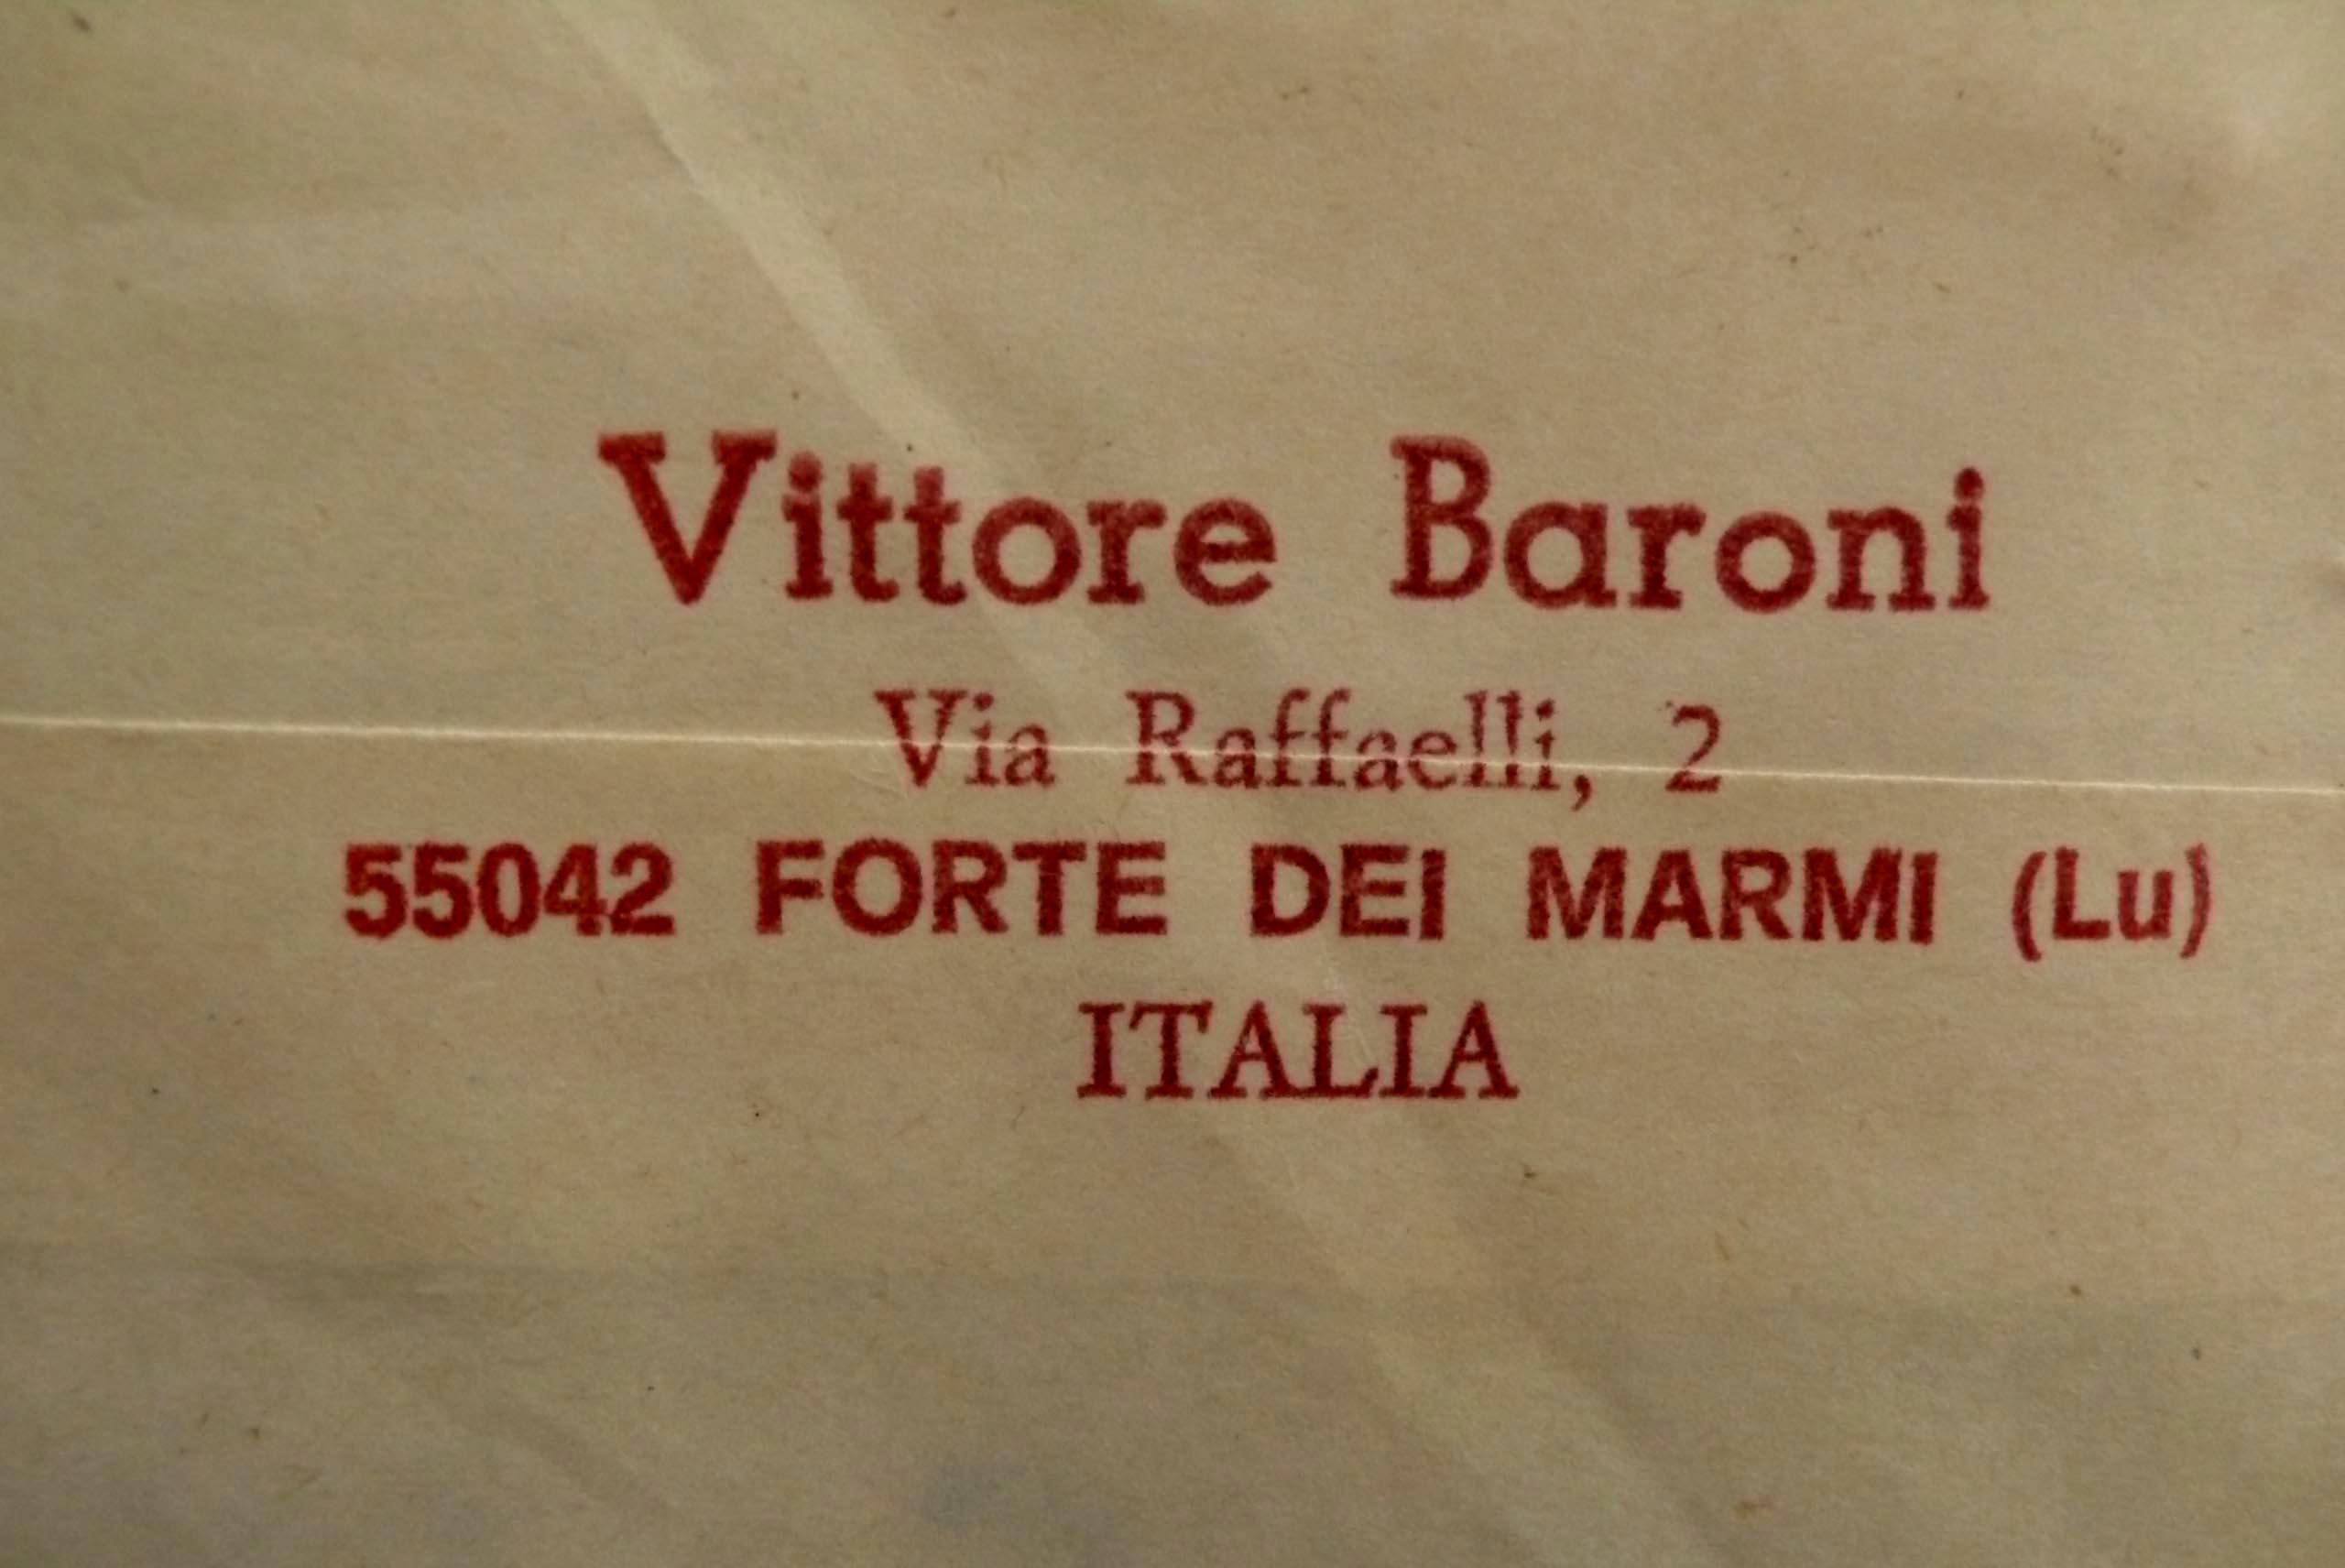 Vittore Baroni
Via Raffaelli, 2
55042 FORTE DEI MARMI (Lu)
ITALIA